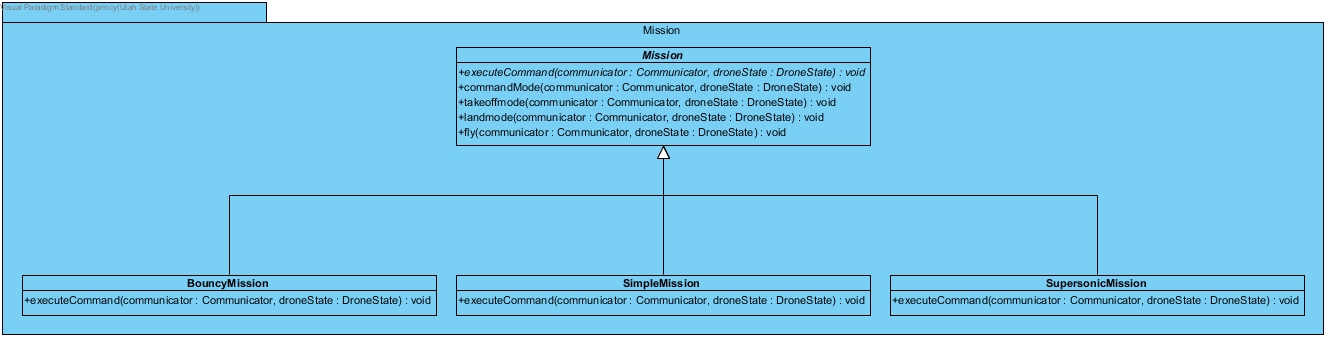 Visual Paradigm Standard(princy(Utah State University))
Mission
Mission
+executeCommand(communicator : Communicator, droneState : DroneState) : void
+commandMode(communicator : Communicator, droneState : DroneState) : void
+takeoffmode(communicator : Communicator, droneState : DroneState) : void
+landmode(communicator : Communicator, droneState : DroneState) : void
+fly(communicator : Communicator, droneState : DroneState) : void
BouncyMission
+executeCommand(communicator : Communicator, droneState : DroneState) : void
SimpleMission
+executeCommand(communicator : Communicator, droneState : DroneState) : void
SupersonicMission
+executeCommand(communicator : Communicator, droneState : DroneState) : void